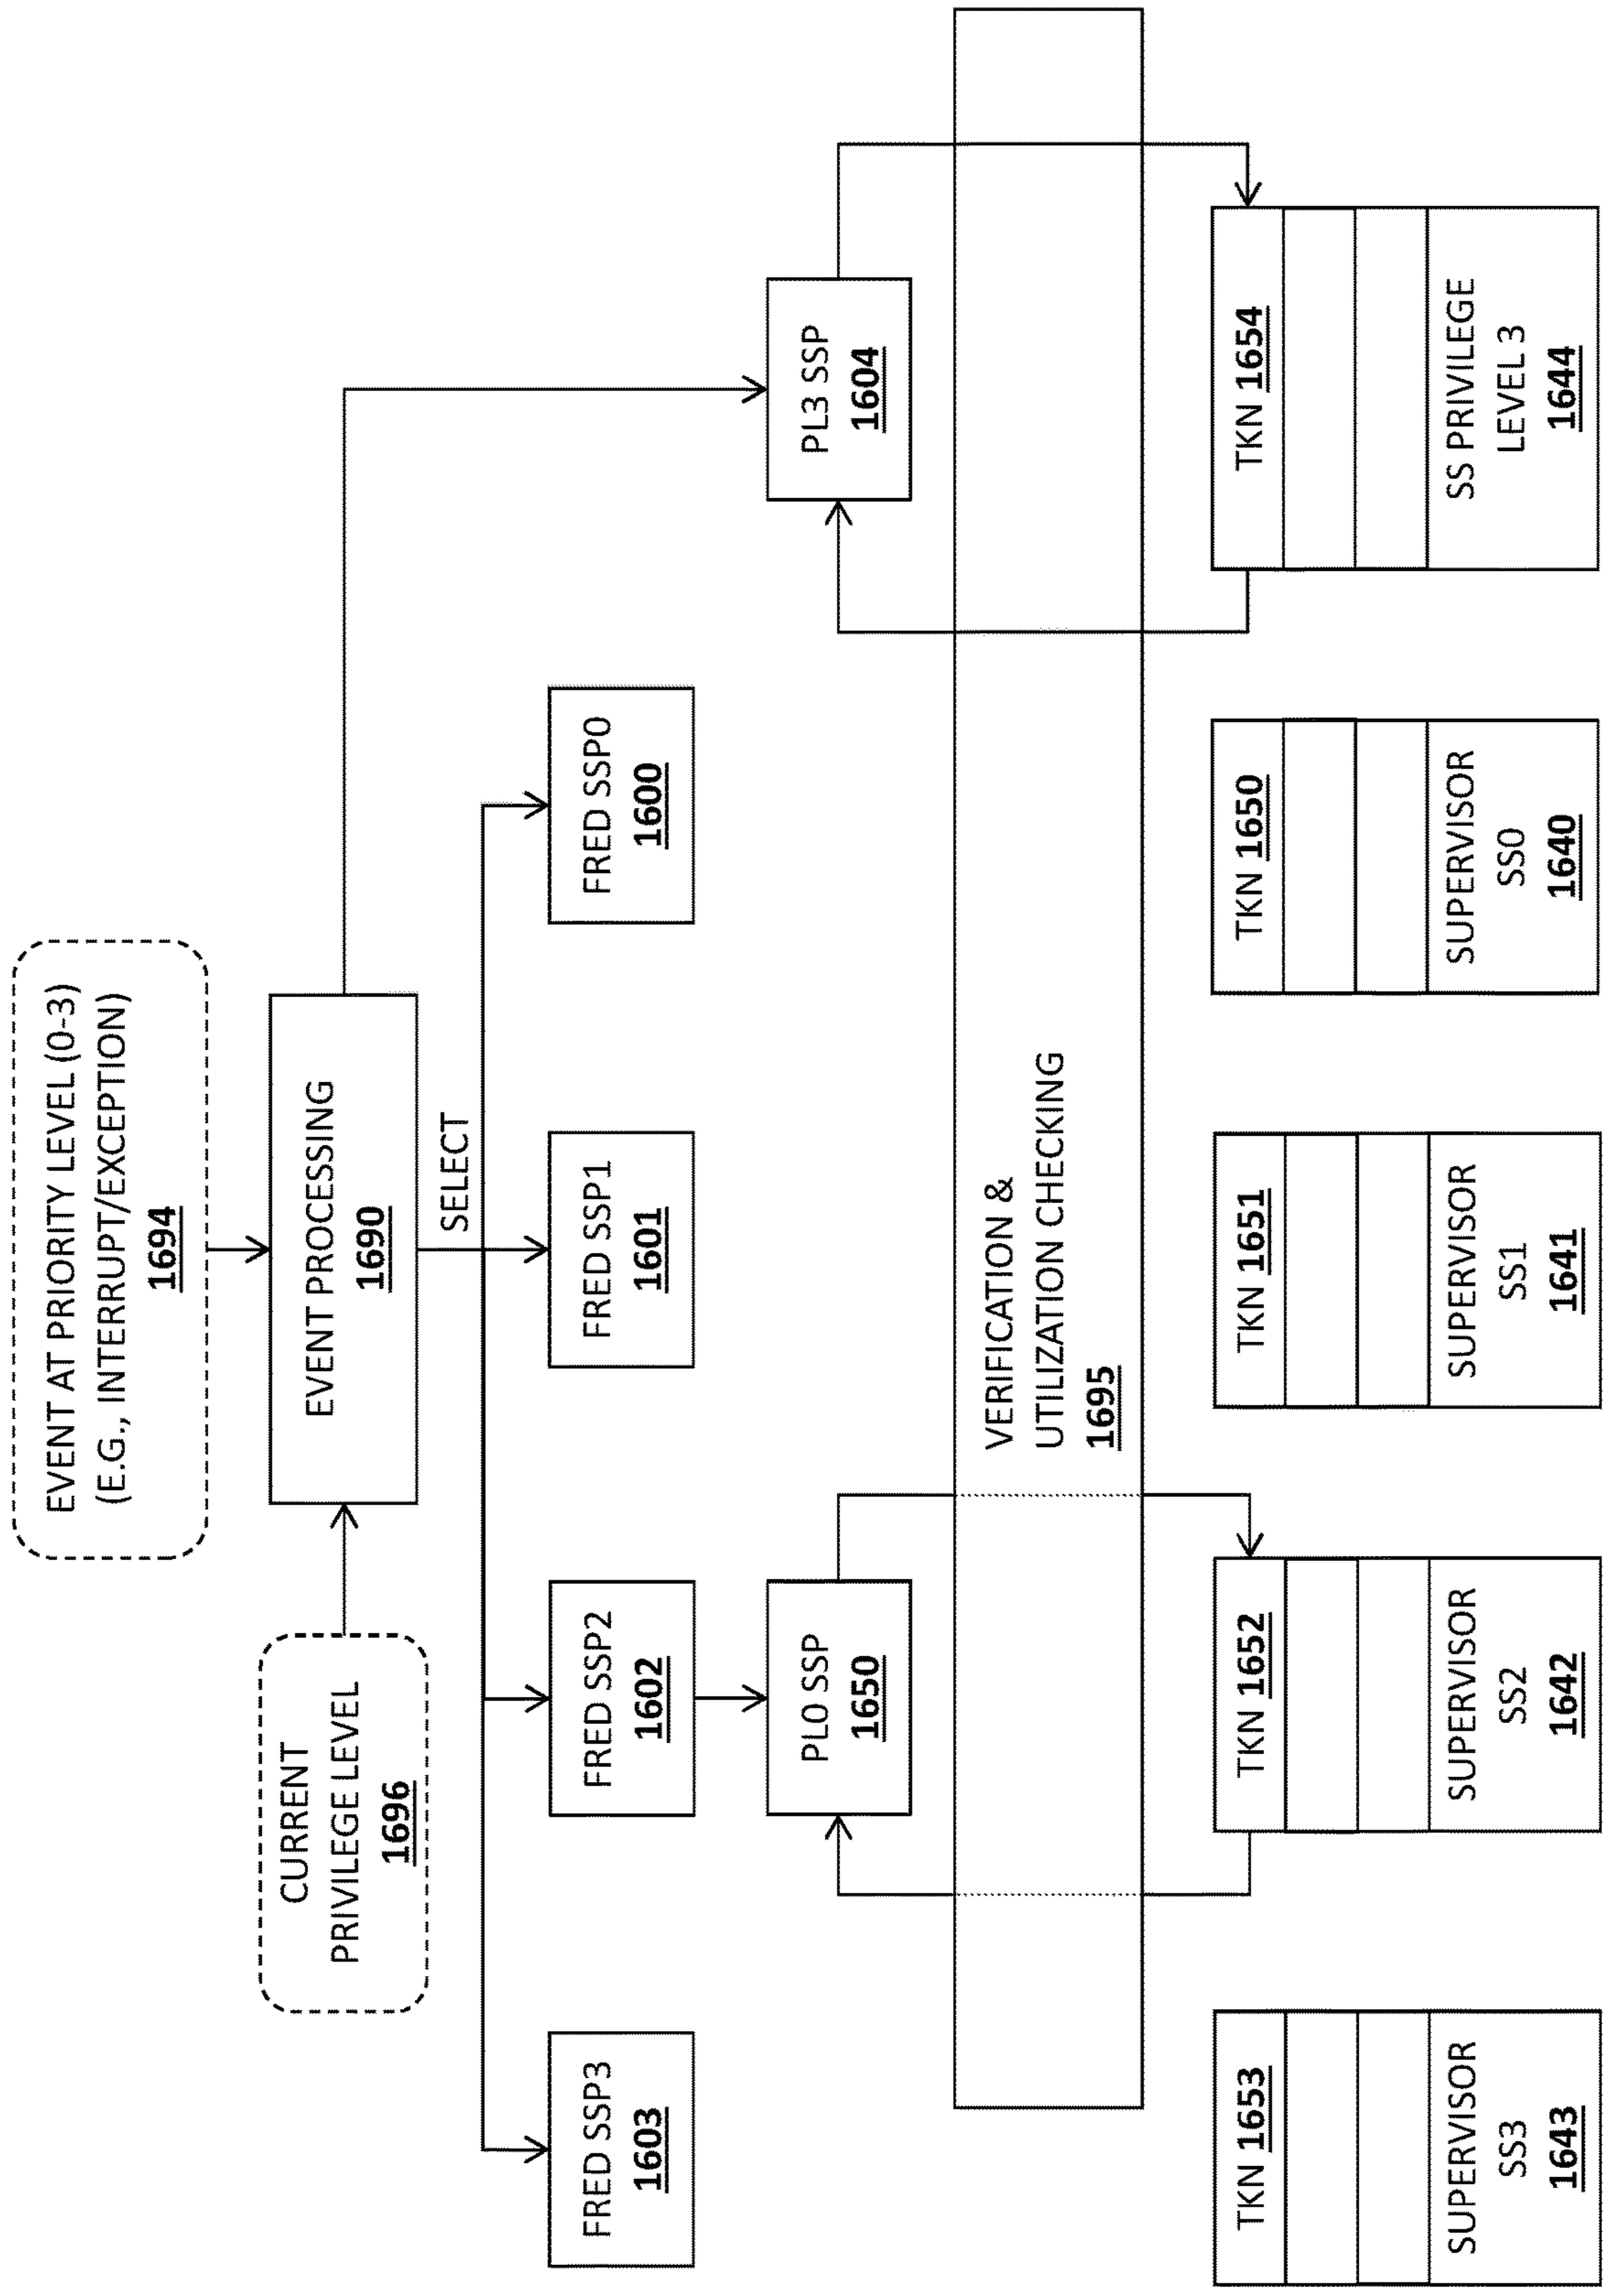 EVENT AT PRIORITY LEVEL (0-3)
(E.G., INTERRUPT/EXCEPTION)
1694
CURRENT
PRIVILEGE LEVEL
1696
EVENT PROCESSING
1690
SELECT
FRED SSP3
1603
FRED SSP2
1602
FRED SSP1
1601
FRED SSP0
1600
PL0 SSP
1650
PL3 SSP
1604
VERIFICATION &
UTILIZATION CHECKING
1695
TKN 1653
SUPERVISOR
SS3
1643
TKN 1652
SUPERVISOR
SS2
1642
TKN 1651
SUPERVISOR
SS1
1641
TKN 1650
SUPERVISOR
SS0
1640
TKN 1654
SS PRIVILEGE
LEVEL 3
1644